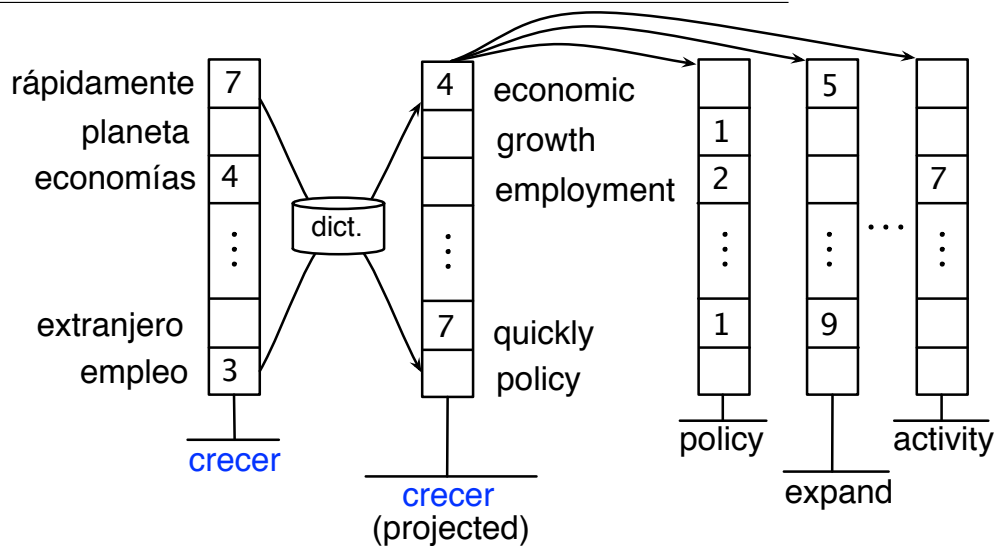 rápidamente 7 4 economic 5
planeta growth 1
economías 4 employment 2 7
dict.
extranjero 7 quickly 1 9
empleo 3 policy
crecer policy activity
crecer expand
(projected)